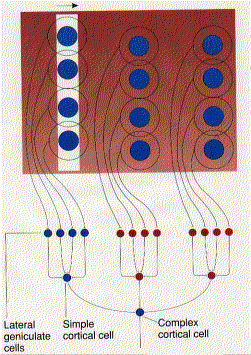 Lateral
geniculate
cells
Simple
cortical cell
Complex
cortical cell